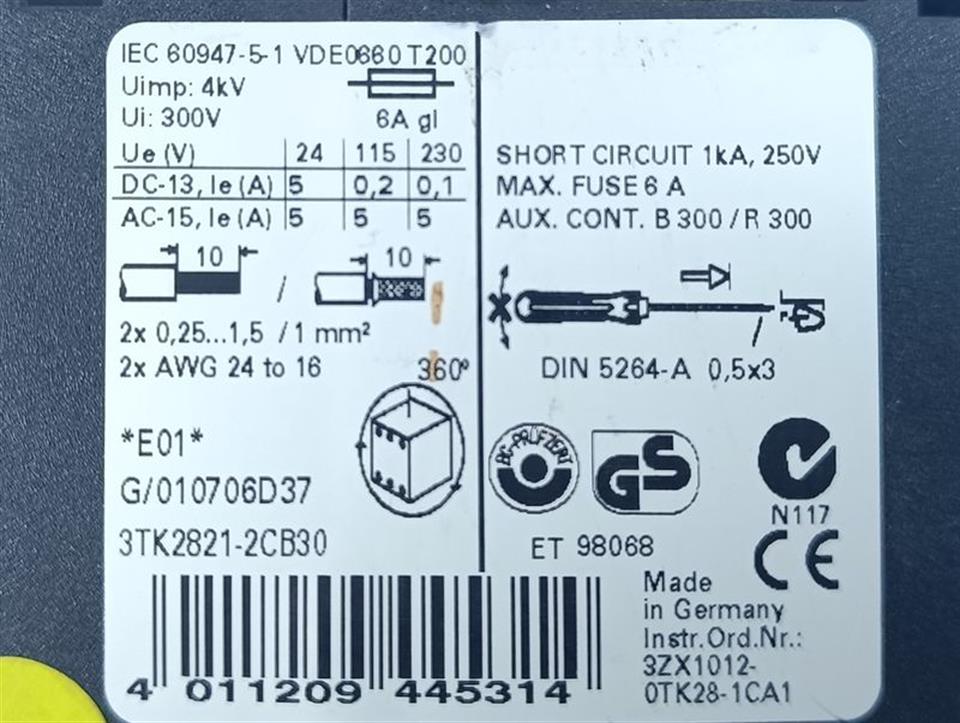 IEC 60947-5-1 VDE0660 T200
Uimp: 4kV
Ui: 300V
6A gl
Ue (V) 24 115 230
DC-13, Ie (A) 5 0,2 0,1
AC-15, Ie (A) 5 5 5
10 / 10
2x 0,25...1,5 / 1 mm²
2x AWG 24 to 16
360°
*E01*
G/010706D37
3TK2821-2CB30
4 011209 445314
SHORT CIRCUIT 1kA, 250V
MAX. FUSE 6 A
AUX. CONT. B 300 / R 300
DIN 5264-A 0,5x3
BG-PRÜFZERT
GS
N117
ET 98068
CE
Made
in Germany
Instr.Ord.Nr.:
3ZX1012-
0TK28-1CA1